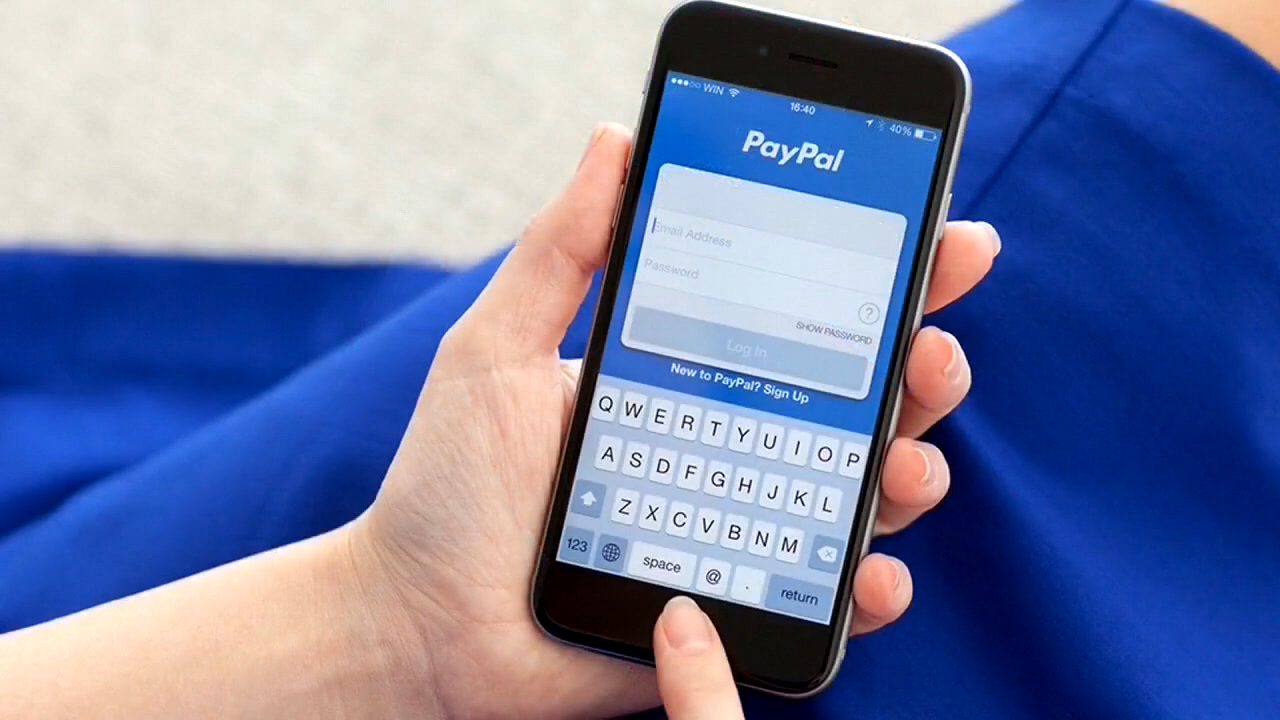 WIN 16:40 40%
PayPal
Email Address
Password
?
SHOW PASSWORD
Log In
New to PayPal? Sign Up
Q W E R T Y U I O P
A S D F G H J K L
Z X C V B N M
123 space @ . return